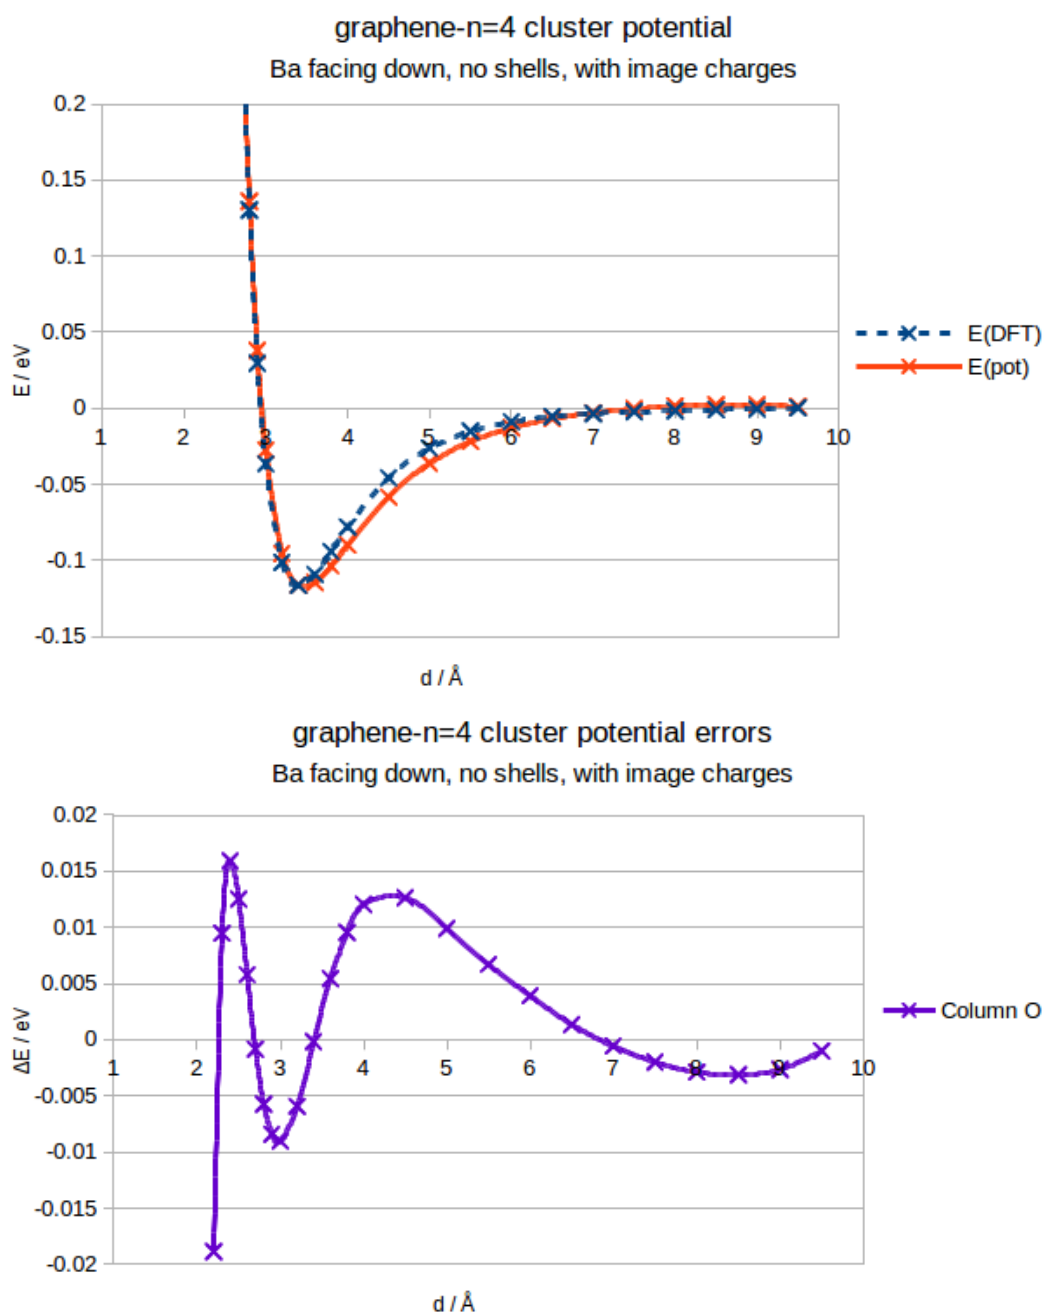 graphene-n=4 cluster potential
Ba facing down, no shells, with image charges
0.2
0.15
0.1
0.05
0
-0.05
-0.1
-0.15
E / eV
1 2 3 4 5 6 7 8 9 10
d / Å
E(DFT)
E(pot)
graphene-n=4 cluster potential errors
Ba facing down, no shells, with image charges
0.02
0.015
0.01
0.005
0
-0.005
-0.01
-0.015
-0.02
ΔE / eV
1 2 3 4 5 6 7 8 9 10
d / Å
Column O